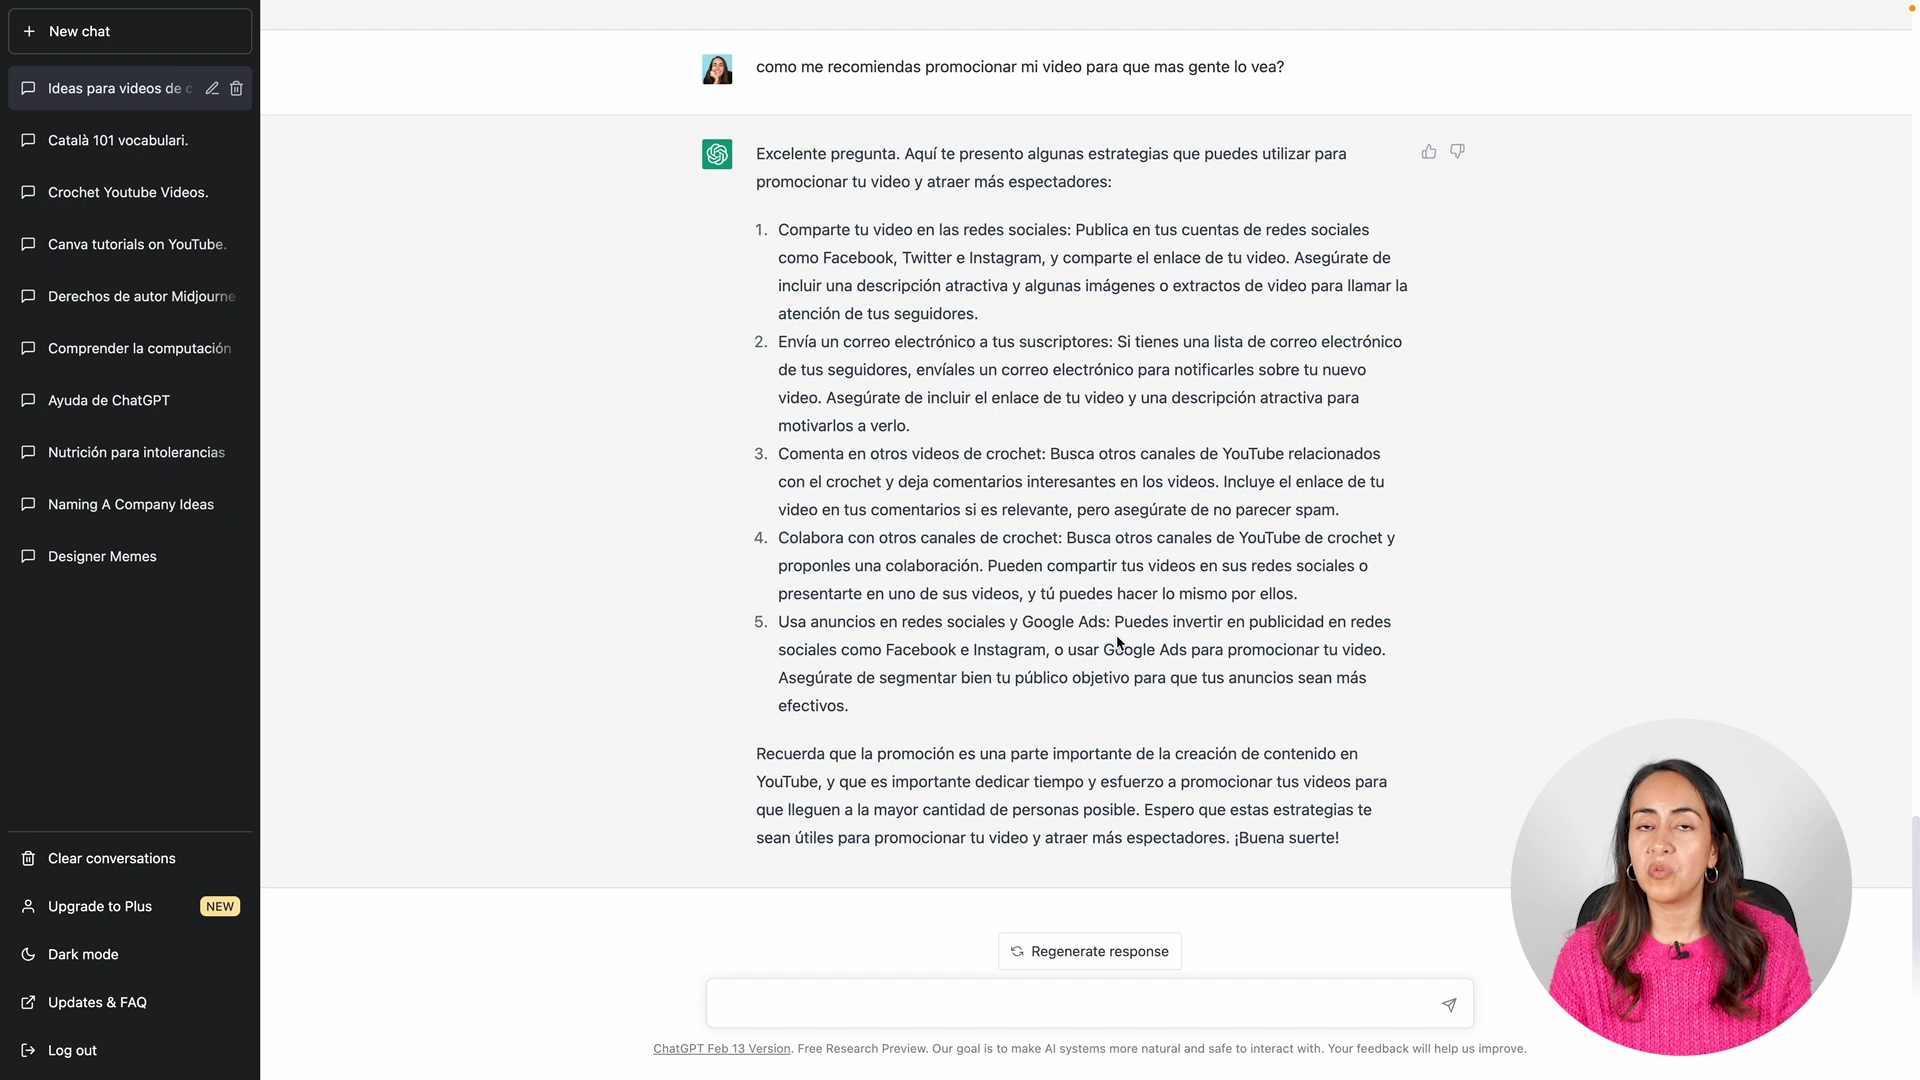 New chat
Ideas para videos de c
Català 101 vocabulari.
Crochet Youtube Videos.
Canva tutorials on YouTube.
Derechos de autor Midjourne
Comprender la computación
Ayuda de ChatGPT
Nutrición para intolerancias
Naming A Company Ideas
Designer Memes
Clear conversations
Upgrade to Plus NEW
Dark mode
Updates & FAQ
Log out
como me recomiendas promocionar mi video para que mas gente lo vea?
Excelente pregunta. Aquí te presento algunas estrategias que puedes utilizar para
promocionar tu video y atraer más espectadores:
1. Comparte tu video en las redes sociales: Publica en tus cuentas de redes sociales
como Facebook, Twitter e Instagram, y comparte el enlace de tu video. Asegúrate de
incluir una descripción atractiva y algunas imágenes o extractos de video para llamar la
atención de tus seguidores.
2. Envía un correo electrónico a tus suscriptores: Si tienes una lista de correo electrónico
de tus seguidores, envíales un correo electrónico para notificarles sobre tu nuevo
video. Asegúrate de incluir el enlace de tu video y una descripción atractiva para
motivarlos a verlo.
3. Comenta en otros videos de crochet: Busca otros canales de YouTube relacionados
con el crochet y deja comentarios interesantes en los videos. Incluye el enlace de tu
video en tus comentarios si es relevante, pero asegúrate de no parecer spam.
4. Colabora con otros canales de crochet: Busca otros canales de YouTube de crochet y
proponles una colaboración. Pueden compartir tus videos en sus redes sociales o
presentarte en uno de sus videos, y tú puedes hacer lo mismo por ellos.
5. Usa anuncios en redes sociales y Google Ads: Puedes invertir en publicidad en redes
sociales como Facebook e Instagram, o usar Google Ads para promocionar tu video.
Asegúrate de segmentar bien tu público objetivo para que tus anuncios sean más
efectivos.
Recuerda que la promoción es una parte importante de la creación de contenido en
YouTube, y que es importante dedicar tiempo y esfuerzo a promocionar tus videos para
que lleguen a la mayor cantidad de personas posible. Espero que estas estrategias te
sean útiles para promocionar tu video y atraer más espectadores. ¡Buena suerte!
Regenerate response
ChatGPT Feb 13 Version. Free Research Preview. Our goal is to make AI systems more natural and safe to interact with. Your feedback will help us improve.